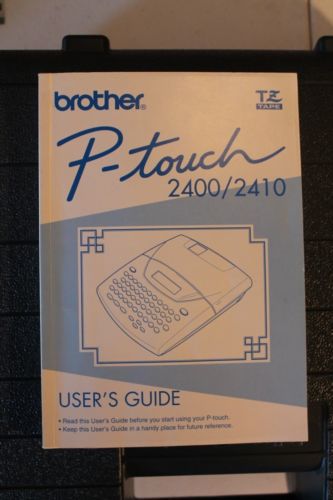 brother®
TZ
TAPE
P-touch
2400/2410
USER'S GUIDE
• Read this User's Guide before you start using your P-touch.
• Keep this User's Guide in a handy place for future reference.